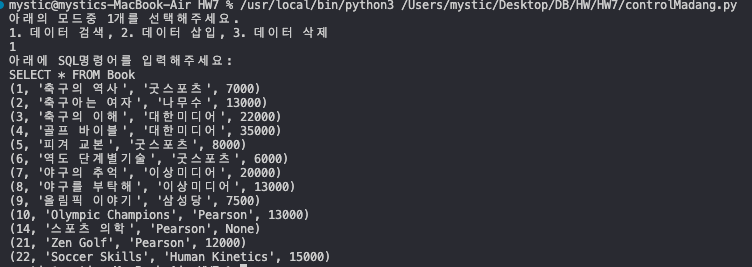 mystic@mystics-MacBook-Air HW7 % /usr/local/bin/python3 /Users/mystic/Desktop/DB/HW/HW7/controlMadang.py
아래의 모드중 1개를 선택해주세요.
1. 데이터 검색, 2. 데이터 삽입, 3. 데이터 삭제
1
아래에 SQL명령어를 입력해주세요:
SELECT * FROM Book
(1, '축구의 역사', '굿스포츠', 7000)
(2, '축구아는 여자', '나무수', 13000)
(3, '축구의 이해', '대한미디어', 22000)
(4, '골프 바이블', '대한미디어', 35000)
(5, '피겨 교본', '굿스포츠', 8000)
(6, '역도 단계별기술', '굿스포츠', 6000)
(7, '야구의 추억', '이상미디어', 20000)
(8, '야구를 부탁해', '이상미디어', 13000)
(9, '올림픽 이야기', '삼성당', 7500)
(10, 'Olympic Champions', 'Pearson', 13000)
(14, '스포츠 의학', 'Pearson', None)
(21, 'Zen Golf', 'Pearson', 12000)
(22, 'Soccer Skills', 'Human Kinetics', 15000)